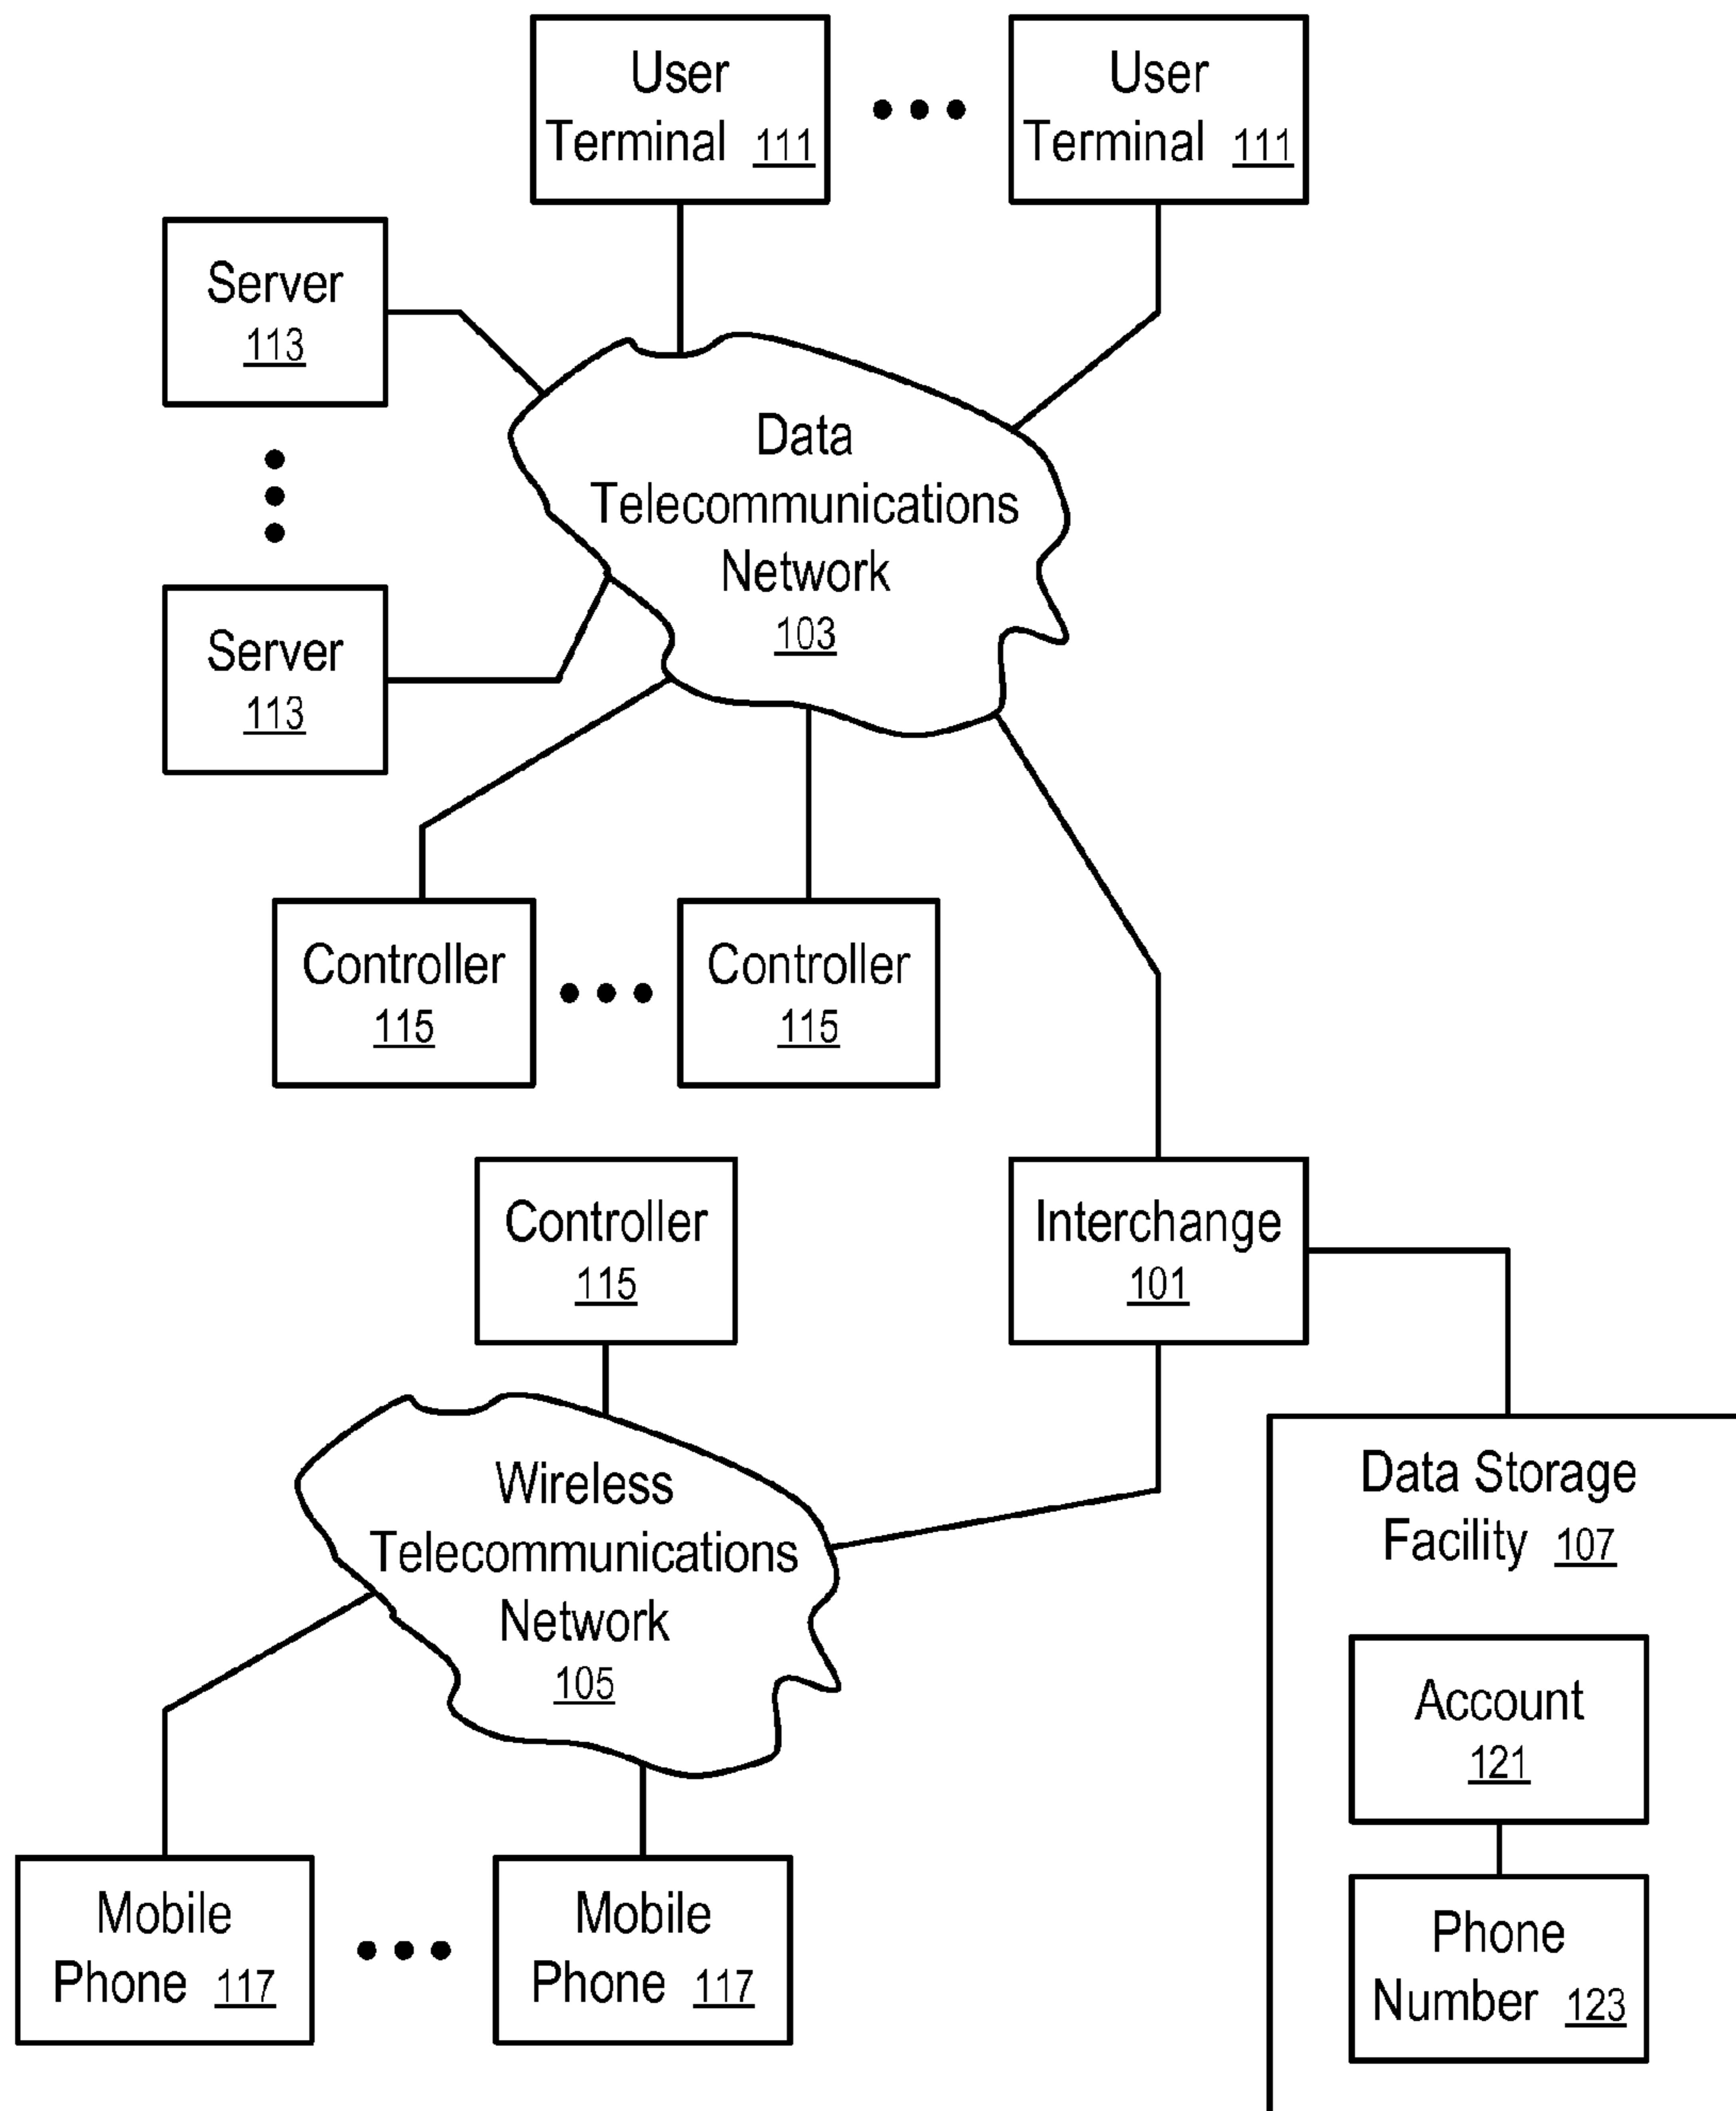 User
Terminal 111
User
Terminal 111
Server
113
Server
113
Data
Telecommunications
Network
103
Controller
115
Controller
115
Controller
115
Interchange
101
Wireless
Telecommunications
Network
105
Data Storage
Facility 107
Account
121
Phone
Number 123
Mobile
Phone 117
Mobile
Phone 117